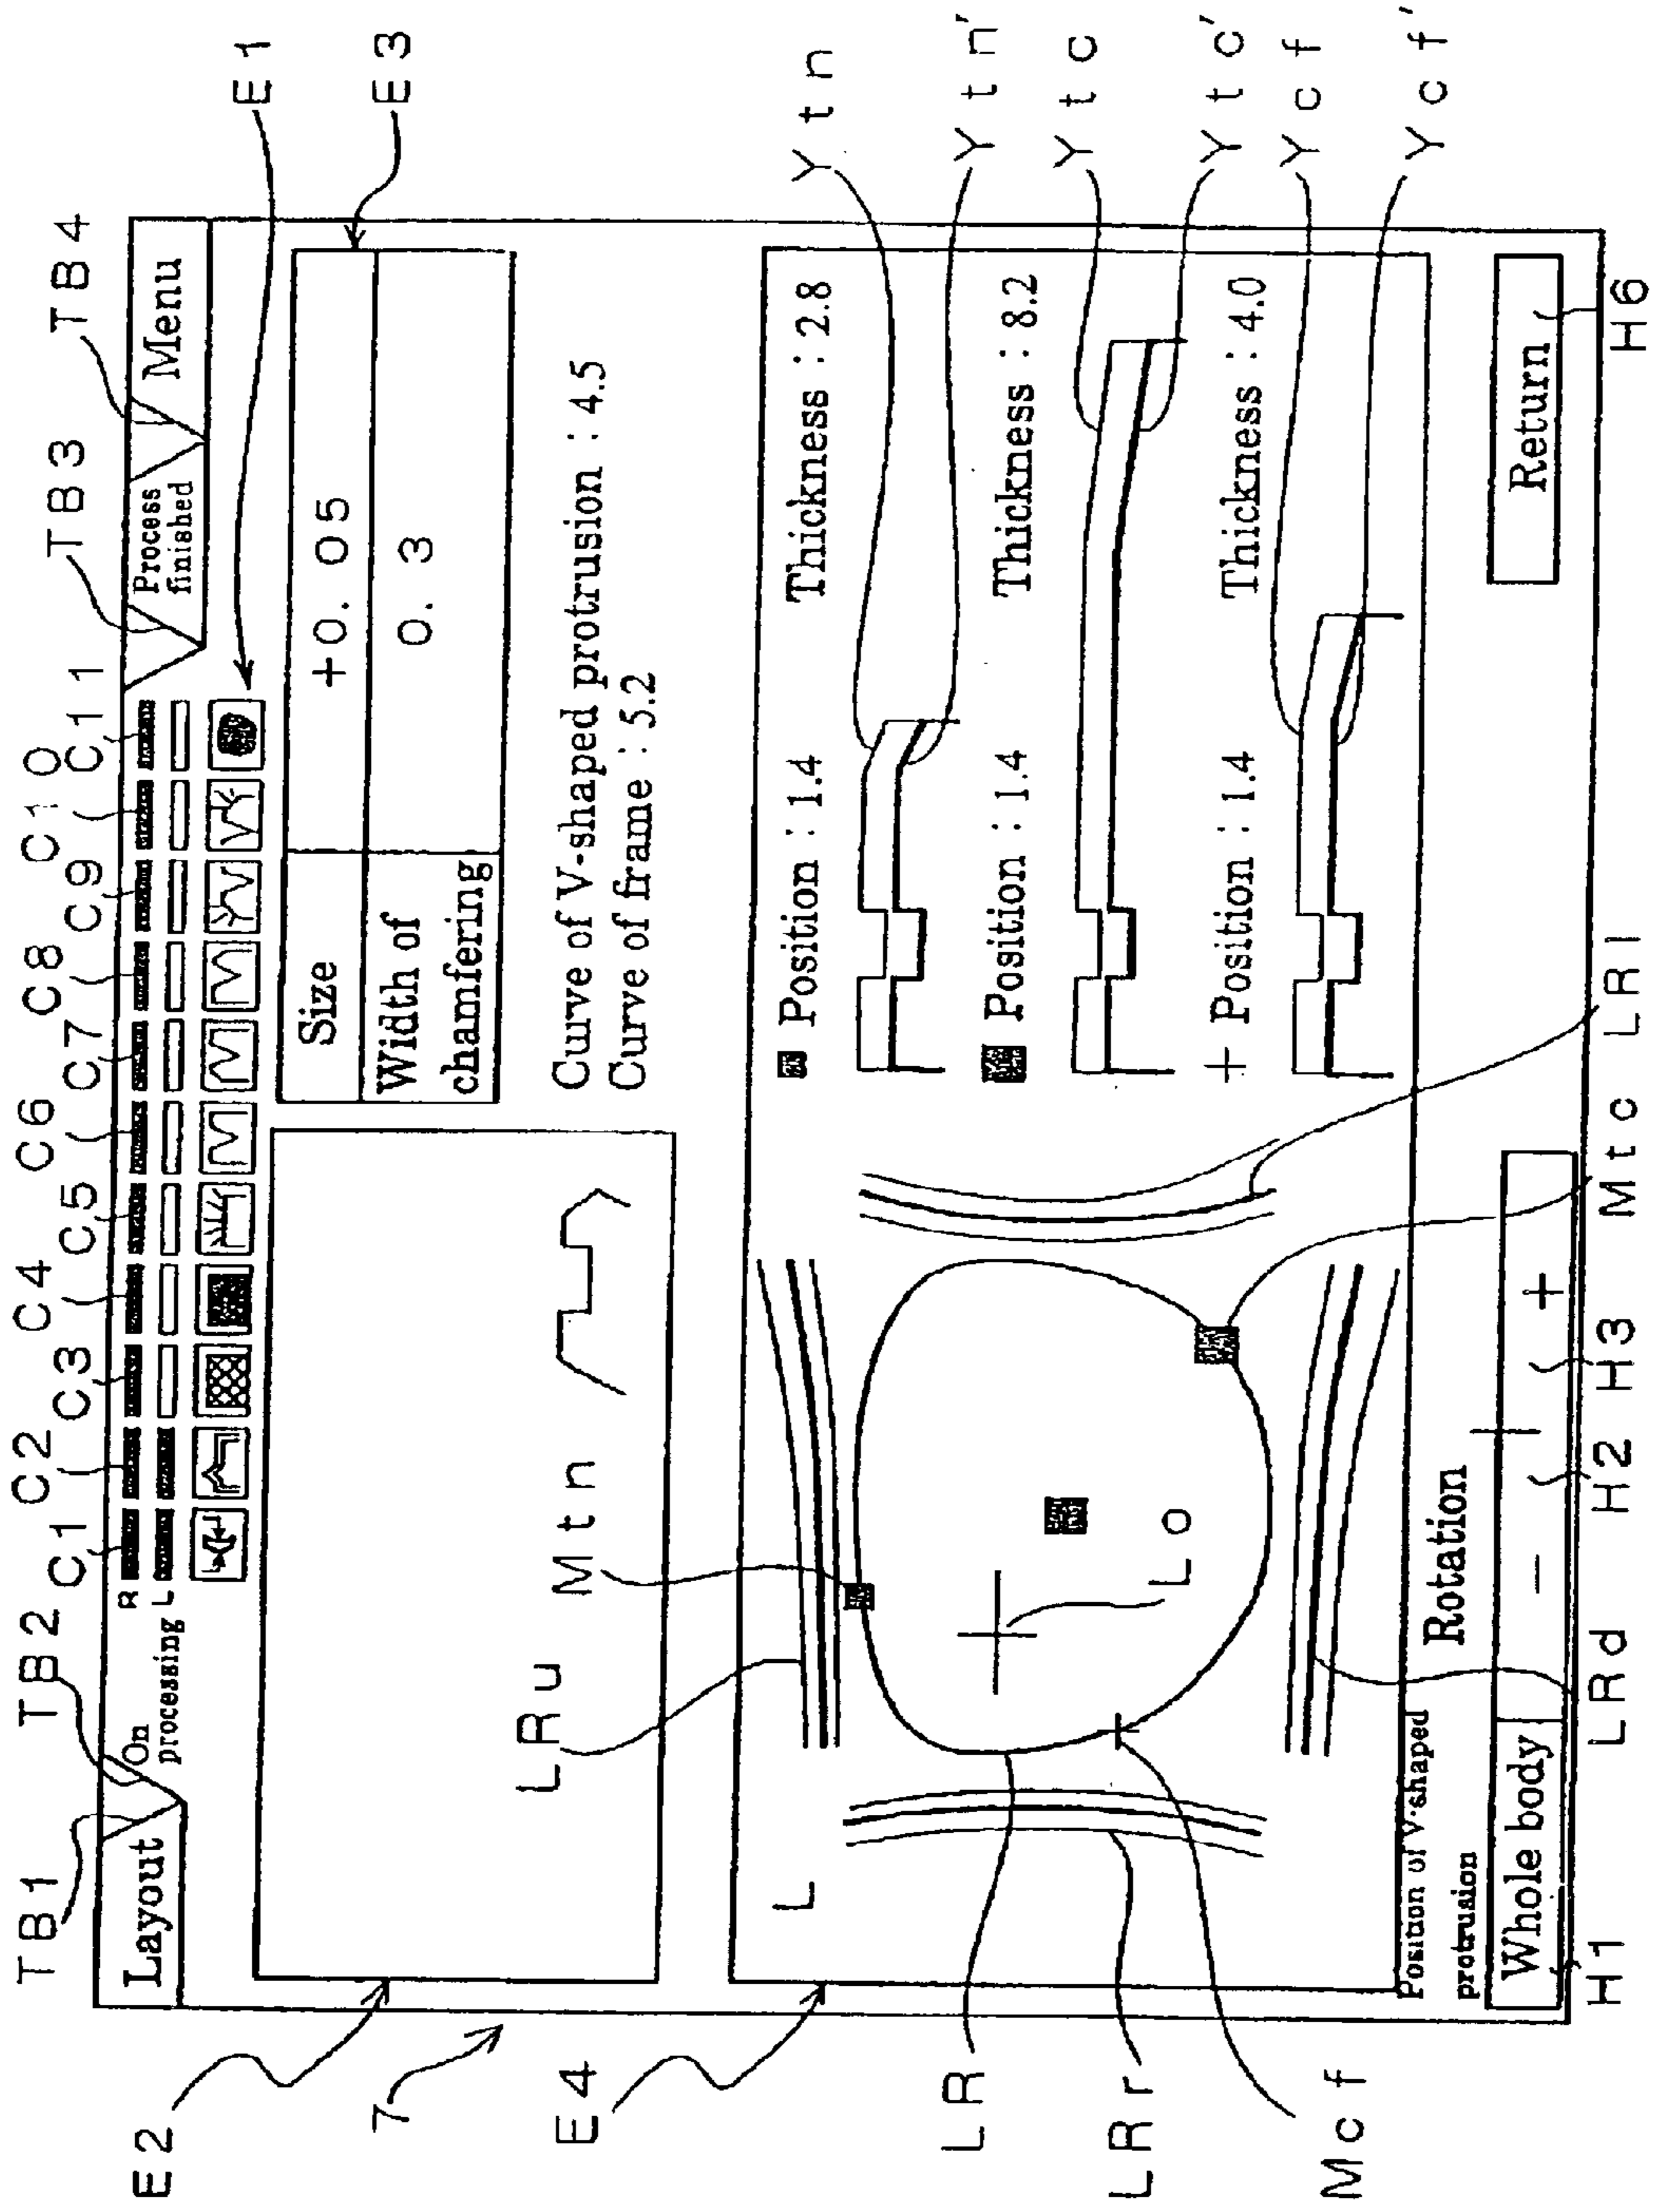 TB1
TB2
C1
C2
C3
C4
C5
C6
C7
C8
C9
C10
C11
TB3
TB4
E1
E3
Layout
On
processing
R
L
Process
finished
Menu
Size
+0. 05
Width of
chamfering
0. 3
Curve of V-shaped protrusion : 4.5
Curve of frame : 5.2
E2
7
E4
LRu
Mtn
L
Lo
Position : 1.4
Thickness : 2.8
Position : 1.4
Thickness : 8.2
+ Position : 1.4
Thickness : 4.0
Ytn
Ytn'
Ytc
Ytc'
Ycf
Ycf'
LR
LRr
Mcf
Position of V-shaped
protrusion
Rotation
Whole body
−
+
Return
H1
LRd
H2
H3
Mtc
LRl
H6